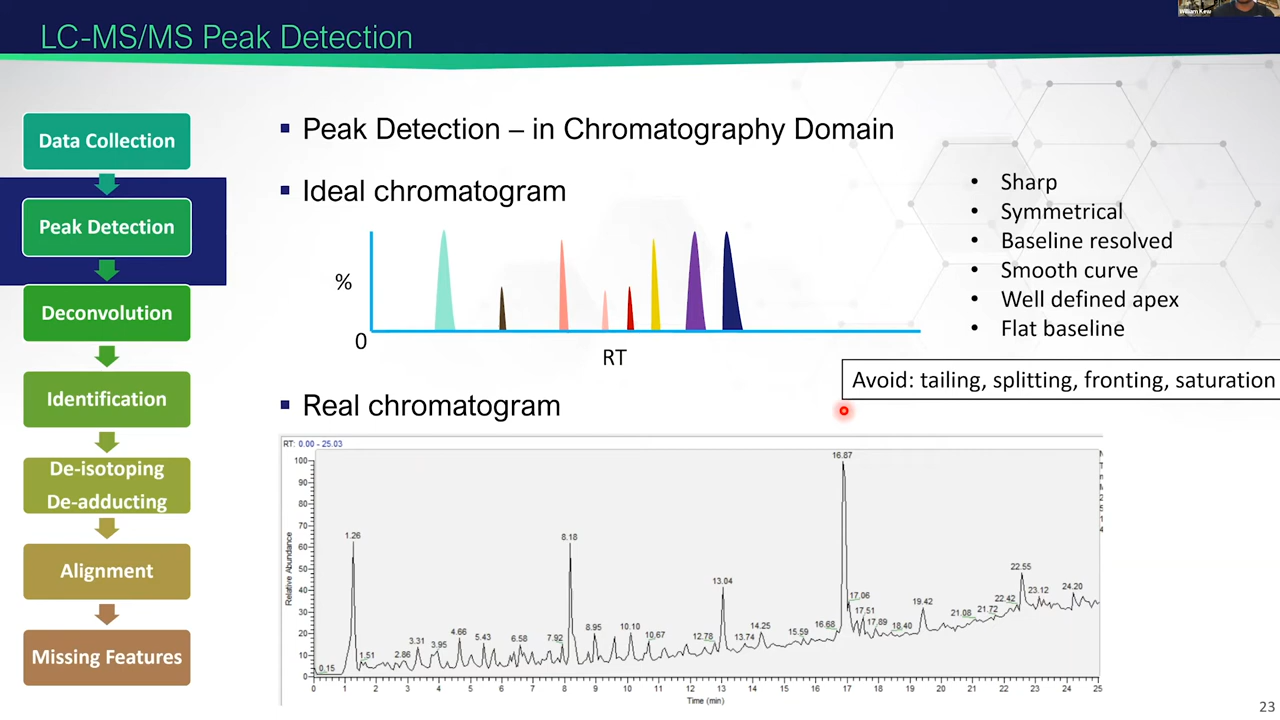 William Kew
LC-MS/MS Peak Detection
Data Collection
Peak Detection
Deconvolution
Identification
De-isotoping
De-adducting
Alignment
Missing Features
Peak Detection – in Chromatography Domain
Ideal chromatogram
%
0
RT
Sharp
Symmetrical
Baseline resolved
Smooth curve
Well defined apex
Flat baseline
Avoid: tailing, splitting, fronting, saturation
Real chromatogram
RT: 0.00 - 25.03
Relative Abundance
100
90
80
70
60
50
40
30
20
10
0
0.15
1.26
1.51
2.86
3.31
3.95
4.66
5.43
6.58
7.92
8.18
8.95
10.10
10.67
12.78
13.04
13.74
14.25
15.59
16.68
16.87
17.06
17.51
17.89
18.40
19.42
21.08
21.72
22.42
22.55
23.12
24.20
0 1 2 3 4 5 6 7 8 9 10 11 12 13 14 15 16 17 18 19 20 21 22 23 24 25
Time (min)
23